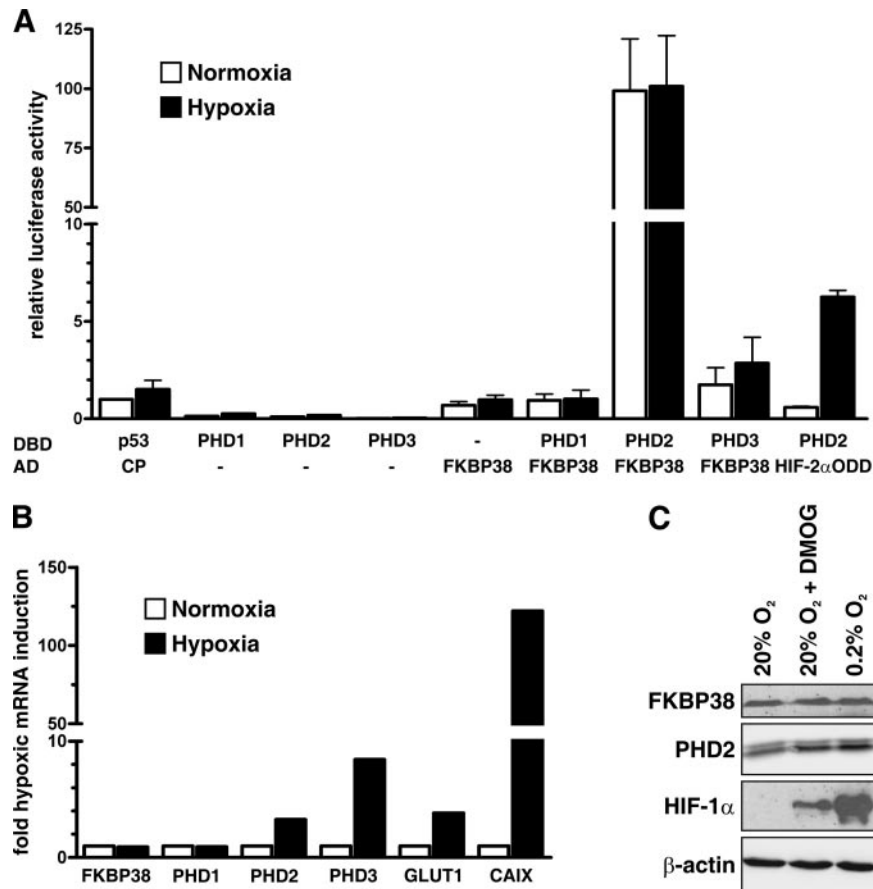 A
relative luciferase activity
125
100
75
50
10
5
0
Normoxia
Hypoxia
DBD p53 PHD1 PHD2 PHD3 - PHD1 PHD2 PHD3 PHD2
AD CP - - - FKBP38 FKBP38 FKBP38 FKBP38 HIF-2αODD
B
fold hypoxic mRNA induction
150
100
50
10
0
Normoxia
Hypoxia
FKBP38 PHD1 PHD2 PHD3 GLUT1 CAIX
C
20% O₂
20% O₂ + DMOG
0.2% O₂
FKBP38
PHD2
HIF-1α
β-actin